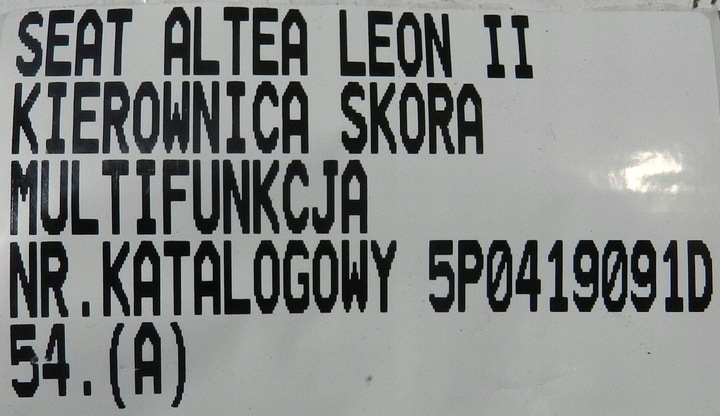 SEAT ALTEA LEON II
KIEROWNICA SKORA
MULTIFUNKCJA
NR.KATALOGOWY 5P0419091D
54.(A)